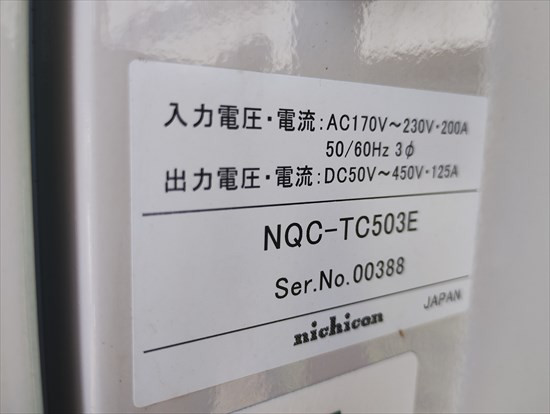 入力電圧・電流:AC170V～230V・200A
50/60Hz 3φ
出力電圧・電流:DC50V～450V・125A
NQC-TC503E
Ser.No.00388
nichicon
JAPAN